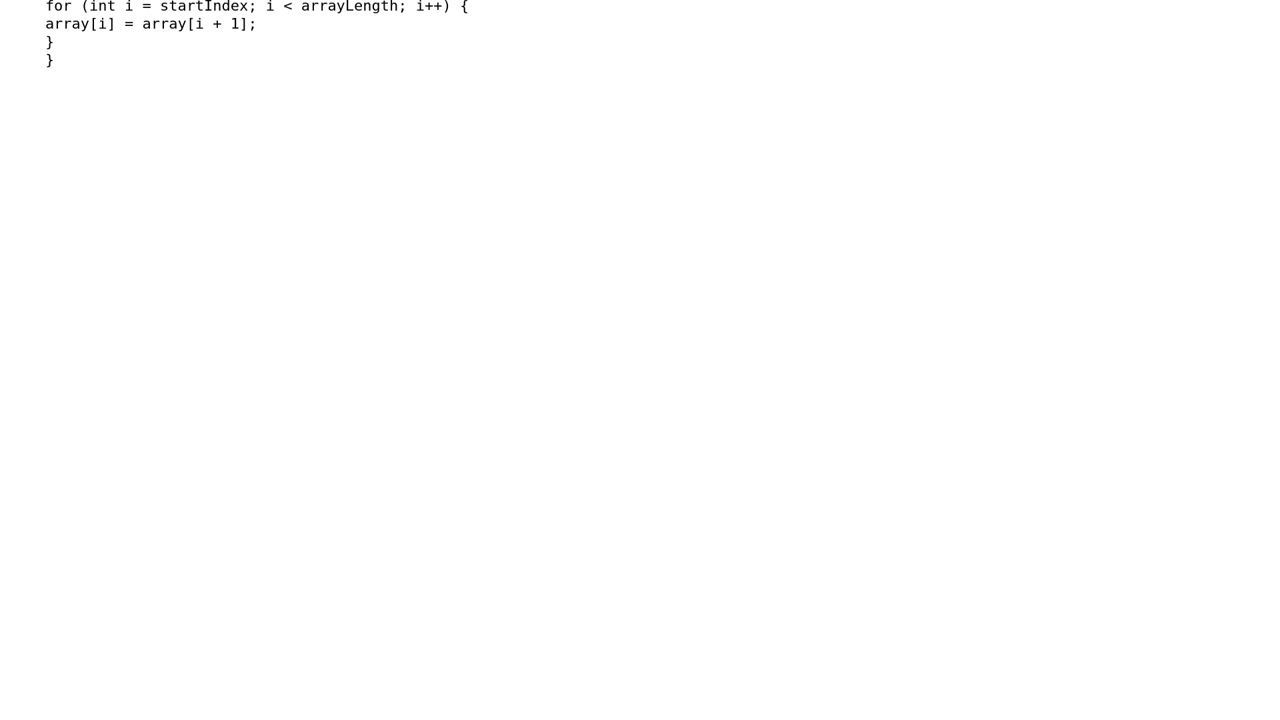 for (int i = startIndex; i < arrayLength; i++) {
array[i] = array[i + 1];
}
}